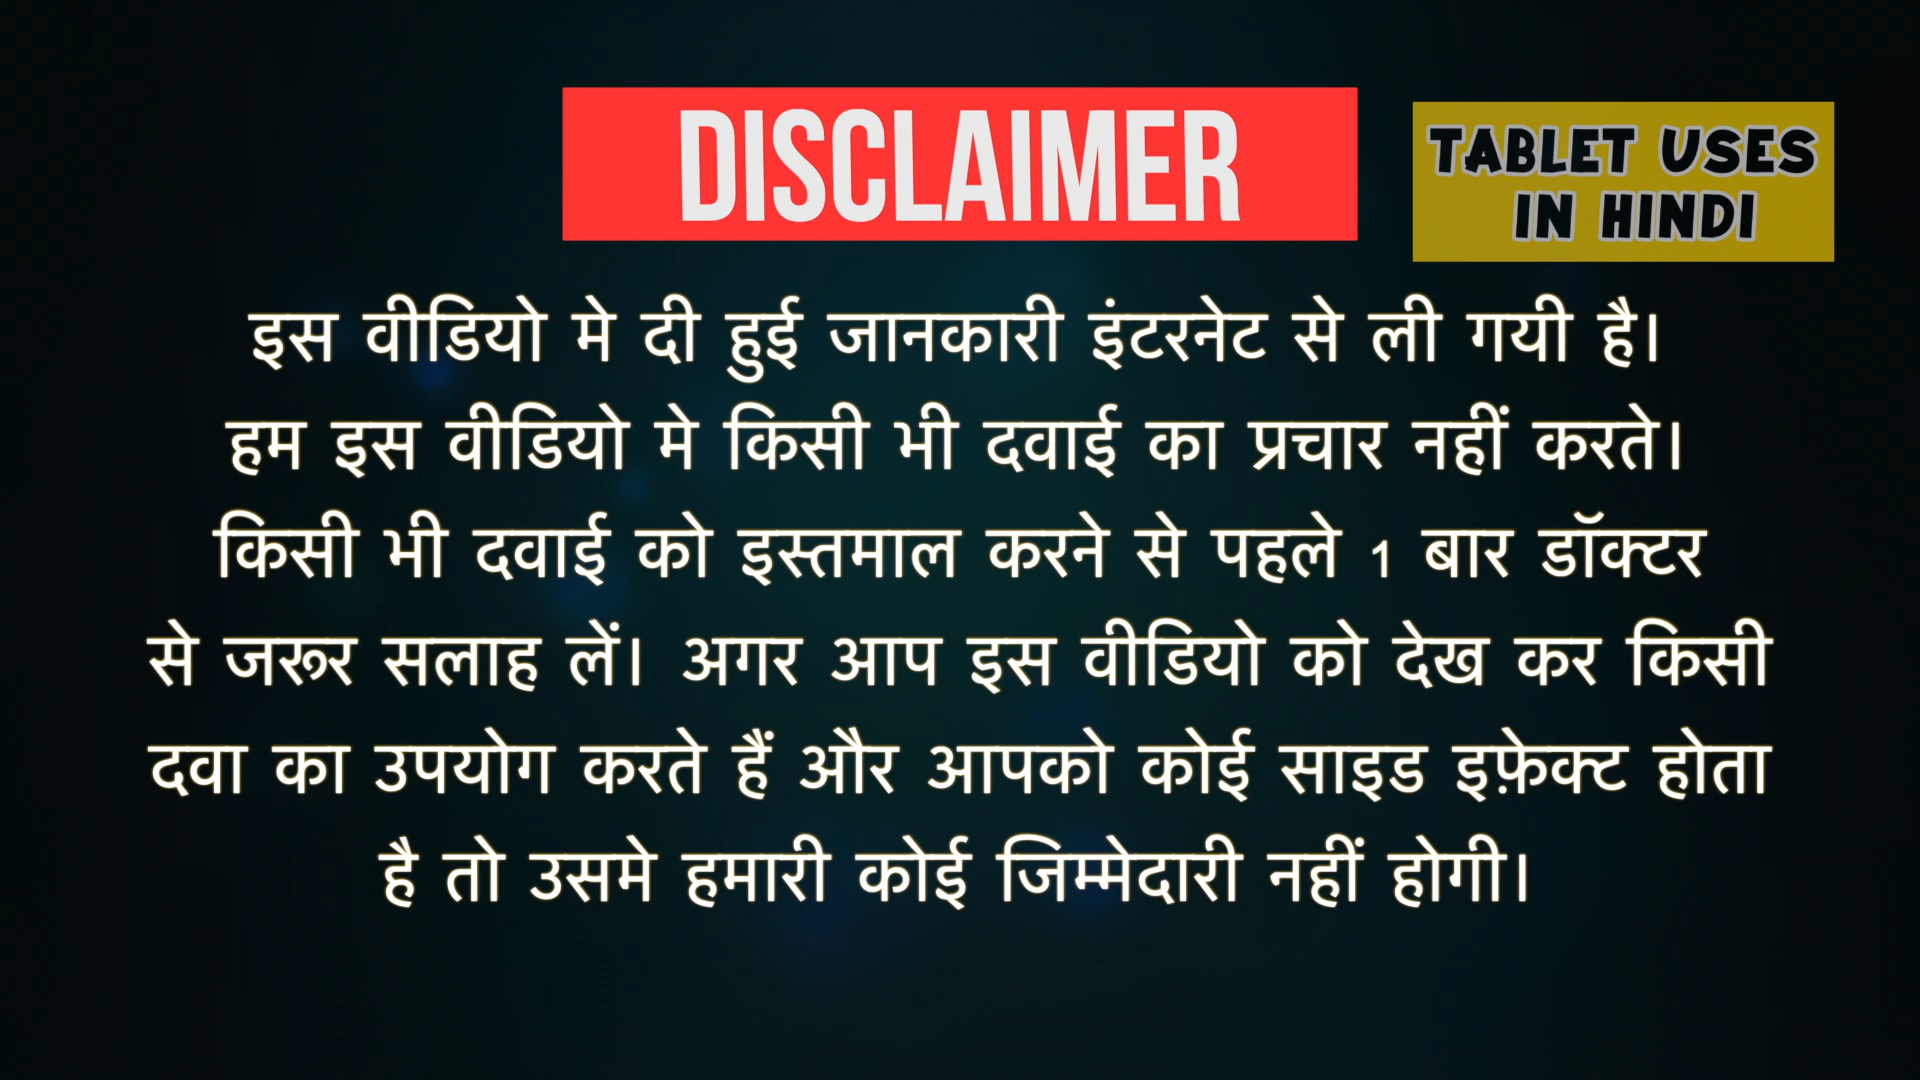 DISCLAIMER
TABLET USES
IN HINDI
इस वीडियो मे दी हुई जानकारी इंटरनेट से ली गयी है।
हम इस वीडियो मे किसी भी दवाई का प्रचार नहीं करते।
किसी भी दवाई को इस्तमाल करने से पहले 1 बार डॉक्टर
से जरूर सलाह लें। अगर आप इस वीडियो को देख कर किसी
दवा का उपयोग करते हैं और आपको कोई साइड इफ़ेक्ट होता
है तो उसमे हमारी कोई जिम्मेदारी नहीं होगी।